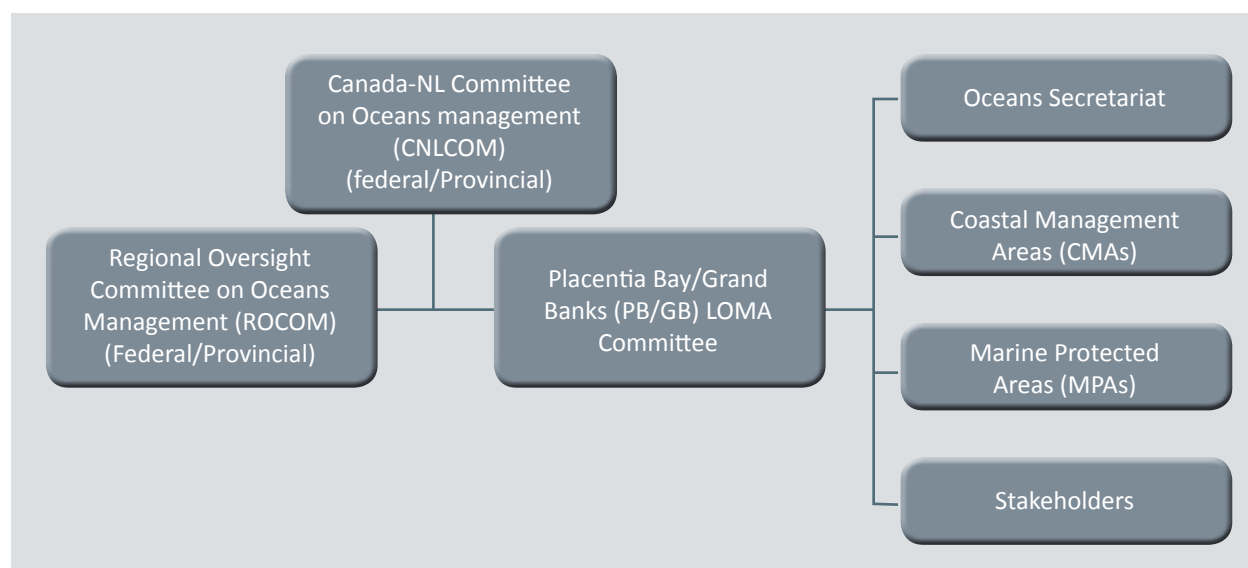 Canada-NL Committee
on Oceans management
(CNLCOM)
(federal/Provincial)
Regional Oversight
Committee on Oceans
Management (ROCOM)
(Federal/Provincial)
Placentia Bay/Grand
Banks (PB/GB) LOMA
Committee
Oceans Secretariat
Coastal Management
Areas (CMAs)
Marine Protected
Areas (MPAs)
Stakeholders